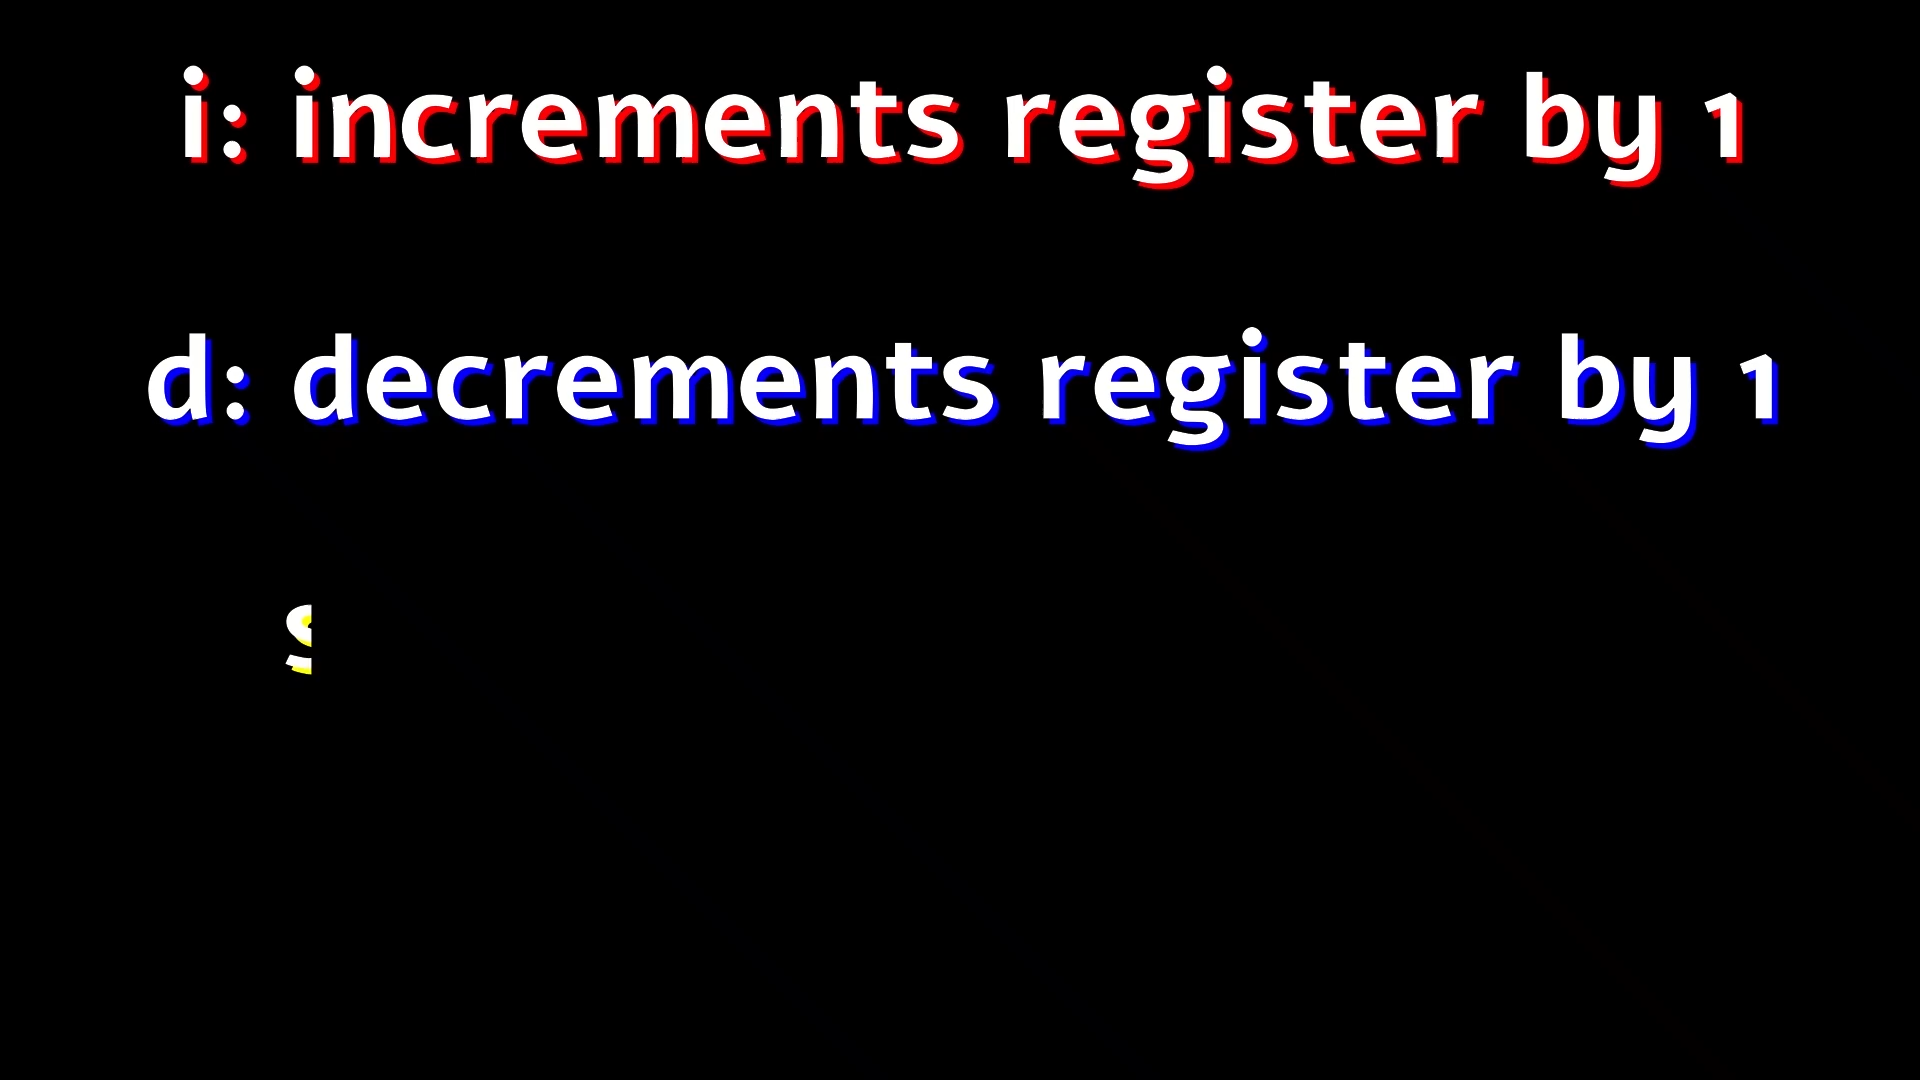 i: increments register by 1
d: decrements register by 1
s